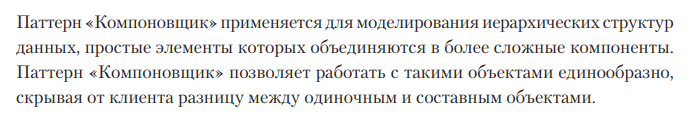 Паттерн «Компоновщик» применяется для моделирования иерархических структур
данных, простые элементы которых объединяются в более сложные компоненты.
Паттерн «Компоновщик» позволяет работать с такими объектами единообразно,
скрывая от клиента разницу между одиночным и составным объектами.